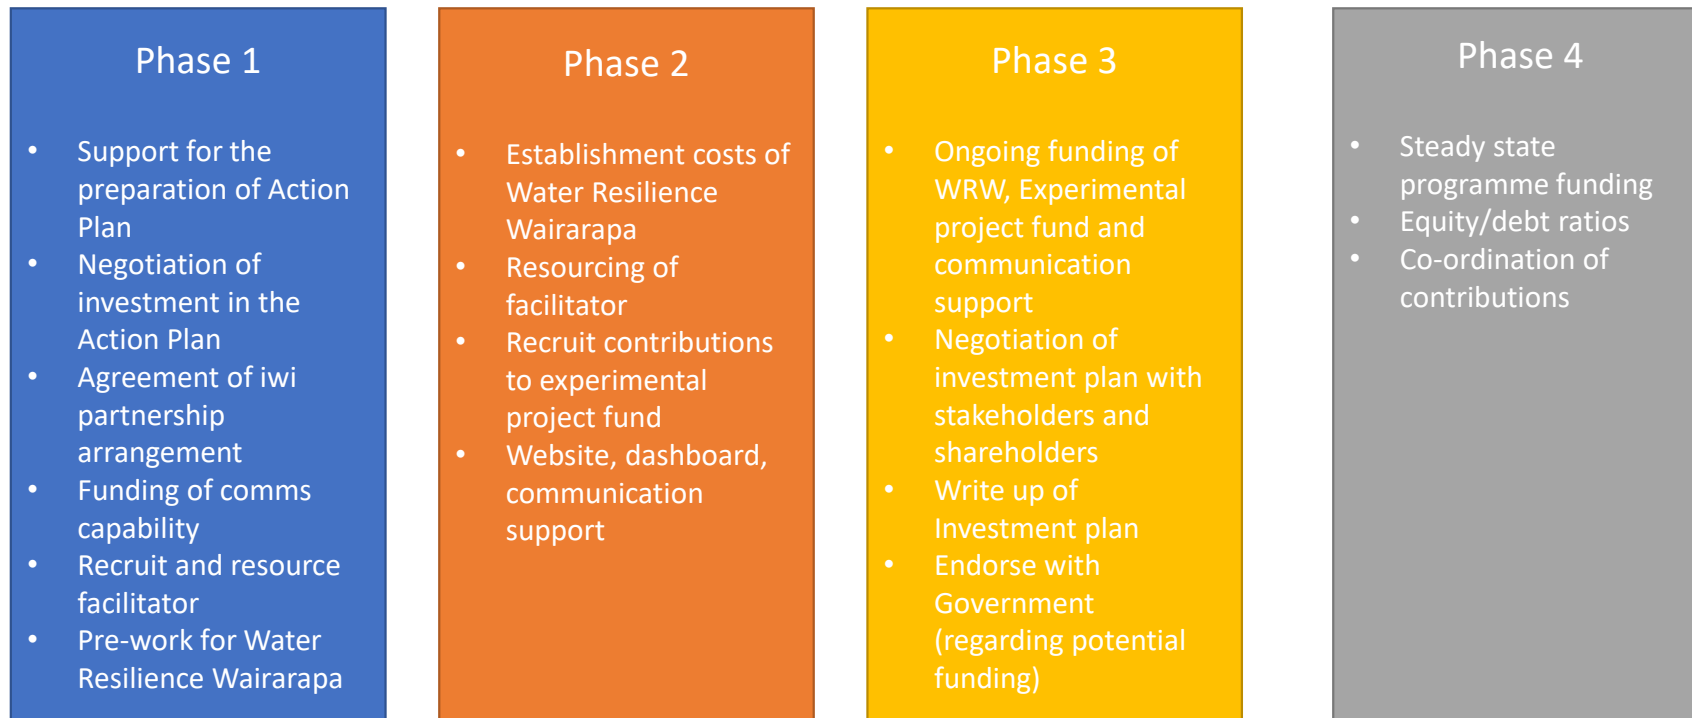 Phase 1
• Support for the
preparation of Action
Plan
• Negotiation of
investment in the
Action Plan
• Agreement of iwi
partnership
arrangement
• Funding of comms
capability
• Recruit and resource
facilitator
• Pre-work for Water
Resilience Wairarapa
Phase 2
• Establishment costs of
Water Resilience
Wairarapa
• Resourcing of
facilitator
• Recruit contributions
to experimental
project fund
• Website, dashboard,
communication
support
Phase 3
• Ongoing funding of
WRW, Experimental
project fund and
communication
support
• Negotiation of
investment plan with
stakeholders and
shareholders
• Write up of
Investment plan
• Endorse with
Government
(regarding potential
funding)
Phase 4
• Steady state
programme funding
• Equity/debt ratios
• Co-ordination of
contributions